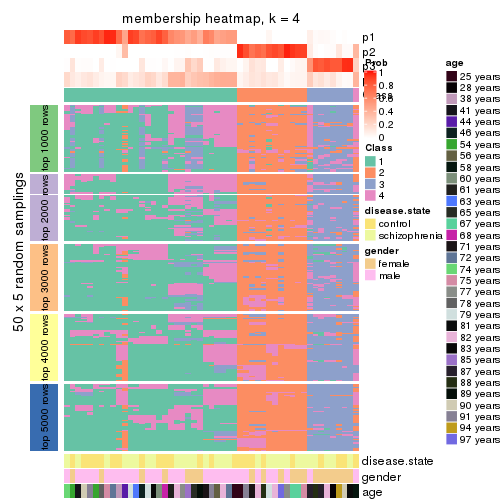 membership heatmap, k = 4
p1
p2
p3
Prob
1
0.8
0.6
0.4
0.2
0
Class
1
2
3
4
disease.state
control
schizophrenia
gender
female
male
age
25 years
28 years
38 years
41 years
44 years
46 years
54 years
56 years
58 years
60 years
61 years
63 years
65 years
67 years
68 years
71 years
72 years
74 years
75 years
77 years
78 years
79 years
81 years
82 years
83 years
85 years
87 years
88 years
89 years
90 years
91 years
94 years
97 years
50 x 5 random samplings
top 1000 rows
top 2000 rows
top 3000 rows
top 4000 rows
top 5000 rows
disease.state
gender
age